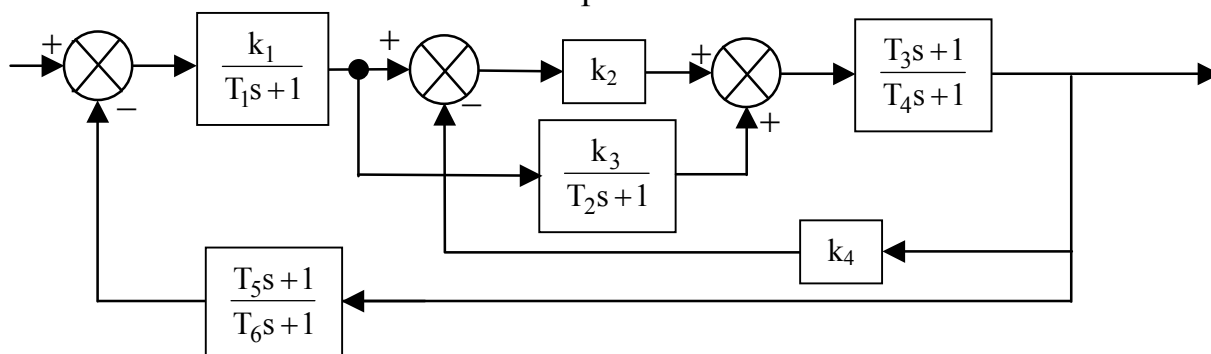 +
k₁
T₁s+1
+
−
−
k₂
+
+
T₃s+1
T₄s+1
k₃
T₂s+1
k₄
T₅s+1
T₆s+1